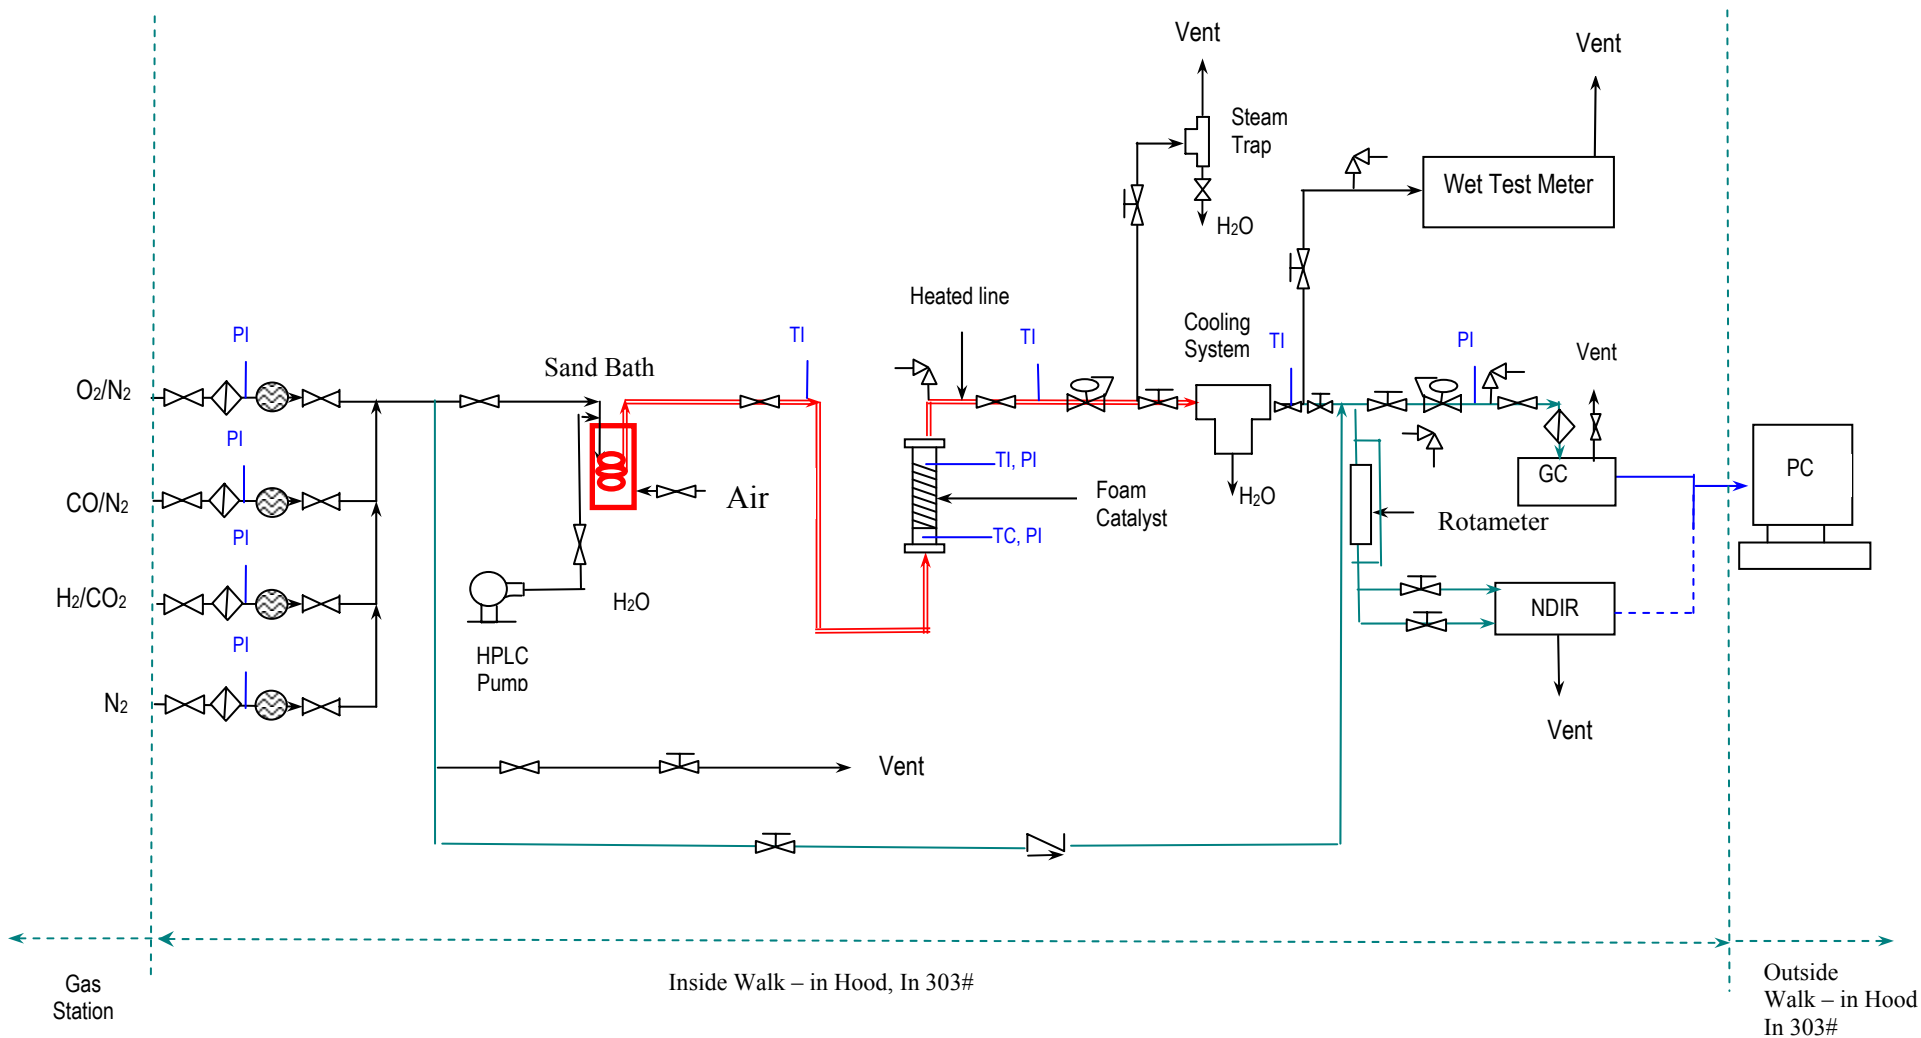 Vent
Vent
Steam
Trap
Wet Test Meter
H₂O
Heated line
Cooling
System
PI
TI
TI
TI
PI
Vent
Sand Bath
O₂/N₂
PI
CO/N₂
Air
TI, PI
Foam
Catalyst
H₂O
GC
PC
Rotameter
PI
TC, PI
H₂/CO₂
H₂O
NDIR
PI
HPLC
Pump
N₂
Vent
Vent
Gas
Station
Inside Walk – in Hood, In 303#
Outside
Walk – in Hood
In 303#